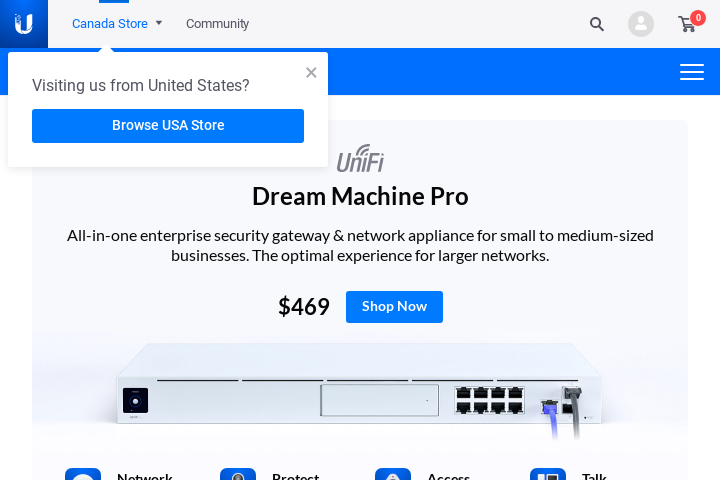 Canada Store
Community
0
Visiting us from United States?
Browse USA Store
UniFi
Dream Machine Pro
All-in-one enterprise security gateway & network appliance for small to medium-sized
businesses. The optimal experience for larger networks.
$469
Shop Now
Network
Protect
Access
Talk